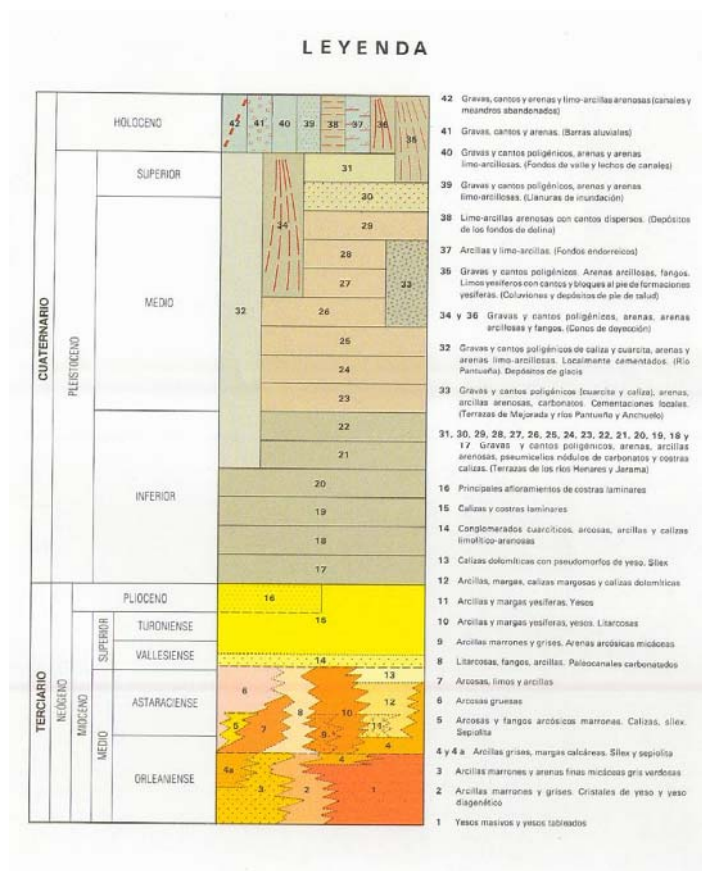 LEYENDA
HOLOCENO
SUPERIOR
MEDIO
INFERIOR
PLEISTOCENO
CUATERNARIO
PLIOCENO
TURONIENSE
VALLESIENSE
SUPERIOR
ASTARACIENSE
ORLEANIENSE
MEDIO
MIOCENO
NEÓGENO
TERCIARIO
42 41 40 39 38 37 36 35
31
30
34 29
28
27 33
32 26
25
24
23
22
21
20
19
18
17
16
15
14
13
6 12
8 10
5 7 9 11
4
4
4a
3 2 1
42 Gravas, cantos y arenas y limo-arcillas arenosas (canales y
meandros abandonados)
41 Gravas, cantos y arenas. (Barras aluviales)
40 Gravas y cantos poligénicos, arenas y arenas
limo-arcillosas. (Fondos de valle y lechos de canales)
39 Gravas y cantos poligénicos, arenas y arenas
limo-arcillosas. (Llanuras de inundación)
38 Limo-arcillas arenosas con cantos dispersos. (Depósitos
de los fondos de dolina)
37 Arcillas y limo-arcillas. (Fondos endorreicos)
35 Gravas y cantos poligénicos. Arenas arcillosas, fangos.
Limos yesíferos con cantos y bloques al pie de formaciones
yesíferas. (Coluviones y depósitos de pie de talud)
34 y 36 Gravas y cantos poligénicos, arenas, arenas
arcillosas y fangos. (Conos de deyección)
32 Gravas y cantos poligénicos de caliza y cuarcita, arenas y
arenas limo-arcillosas. Localmente cementados. (Río
Pantueña). Depósitos de glacis
33 Gravas y cantos poligénicos (cuarcita y caliza), arenas,
arcillas arenosas, carbonatos. Cementaciones locales.
(Terrazas de Mejorada y ríos Pantueña y Anchuelo)
31, 30, 29, 28, 27, 26, 25, 24, 23, 22, 21, 20, 19, 18 y
17 Gravas y cantos poligénicos, arenas, arcillas
arenosas, pseumicelios nódulos de carbonatos y costras
calizas. (Terrazas de los ríos Henares y Jarama)
16 Principales afloramientos de costras laminares
15 Calizas y costras laminares
14 Conglomerados cuarcíticos, arcosas, arcillas y calizas
limolítico-arenosas
13 Calizas dolomíticas con pseudomorfos de yeso. Sílex
12 Arcillas, margas, calizas margosas y calizas dolomíticas
11 Arcillas y margas yesíferas. Yesos
10 Arcillas y margas yesíferas, yesos. Litarcosas
9 Arcillas marrones y grises. Arenas arcósicas micáceas
8 Litarcosas, fangos, arcillas. Paleocanales carbonatados
7 Arcosas, limos y arcillas
6 Arcosas gruesas
5 Arcosas y fangos arcósicos marrones. Calizas, sílex.
Sepiolita
4 y 4 a Arcillas grises, margas calcáreas. Sílex y sepiolita
3 Arcillas marrones y arenas finas micáceas gris verdosas
2 Arcillas marrones y grises. Cristales de yeso y yeso
diagenético
1 Yesos masivos y yesos tableados